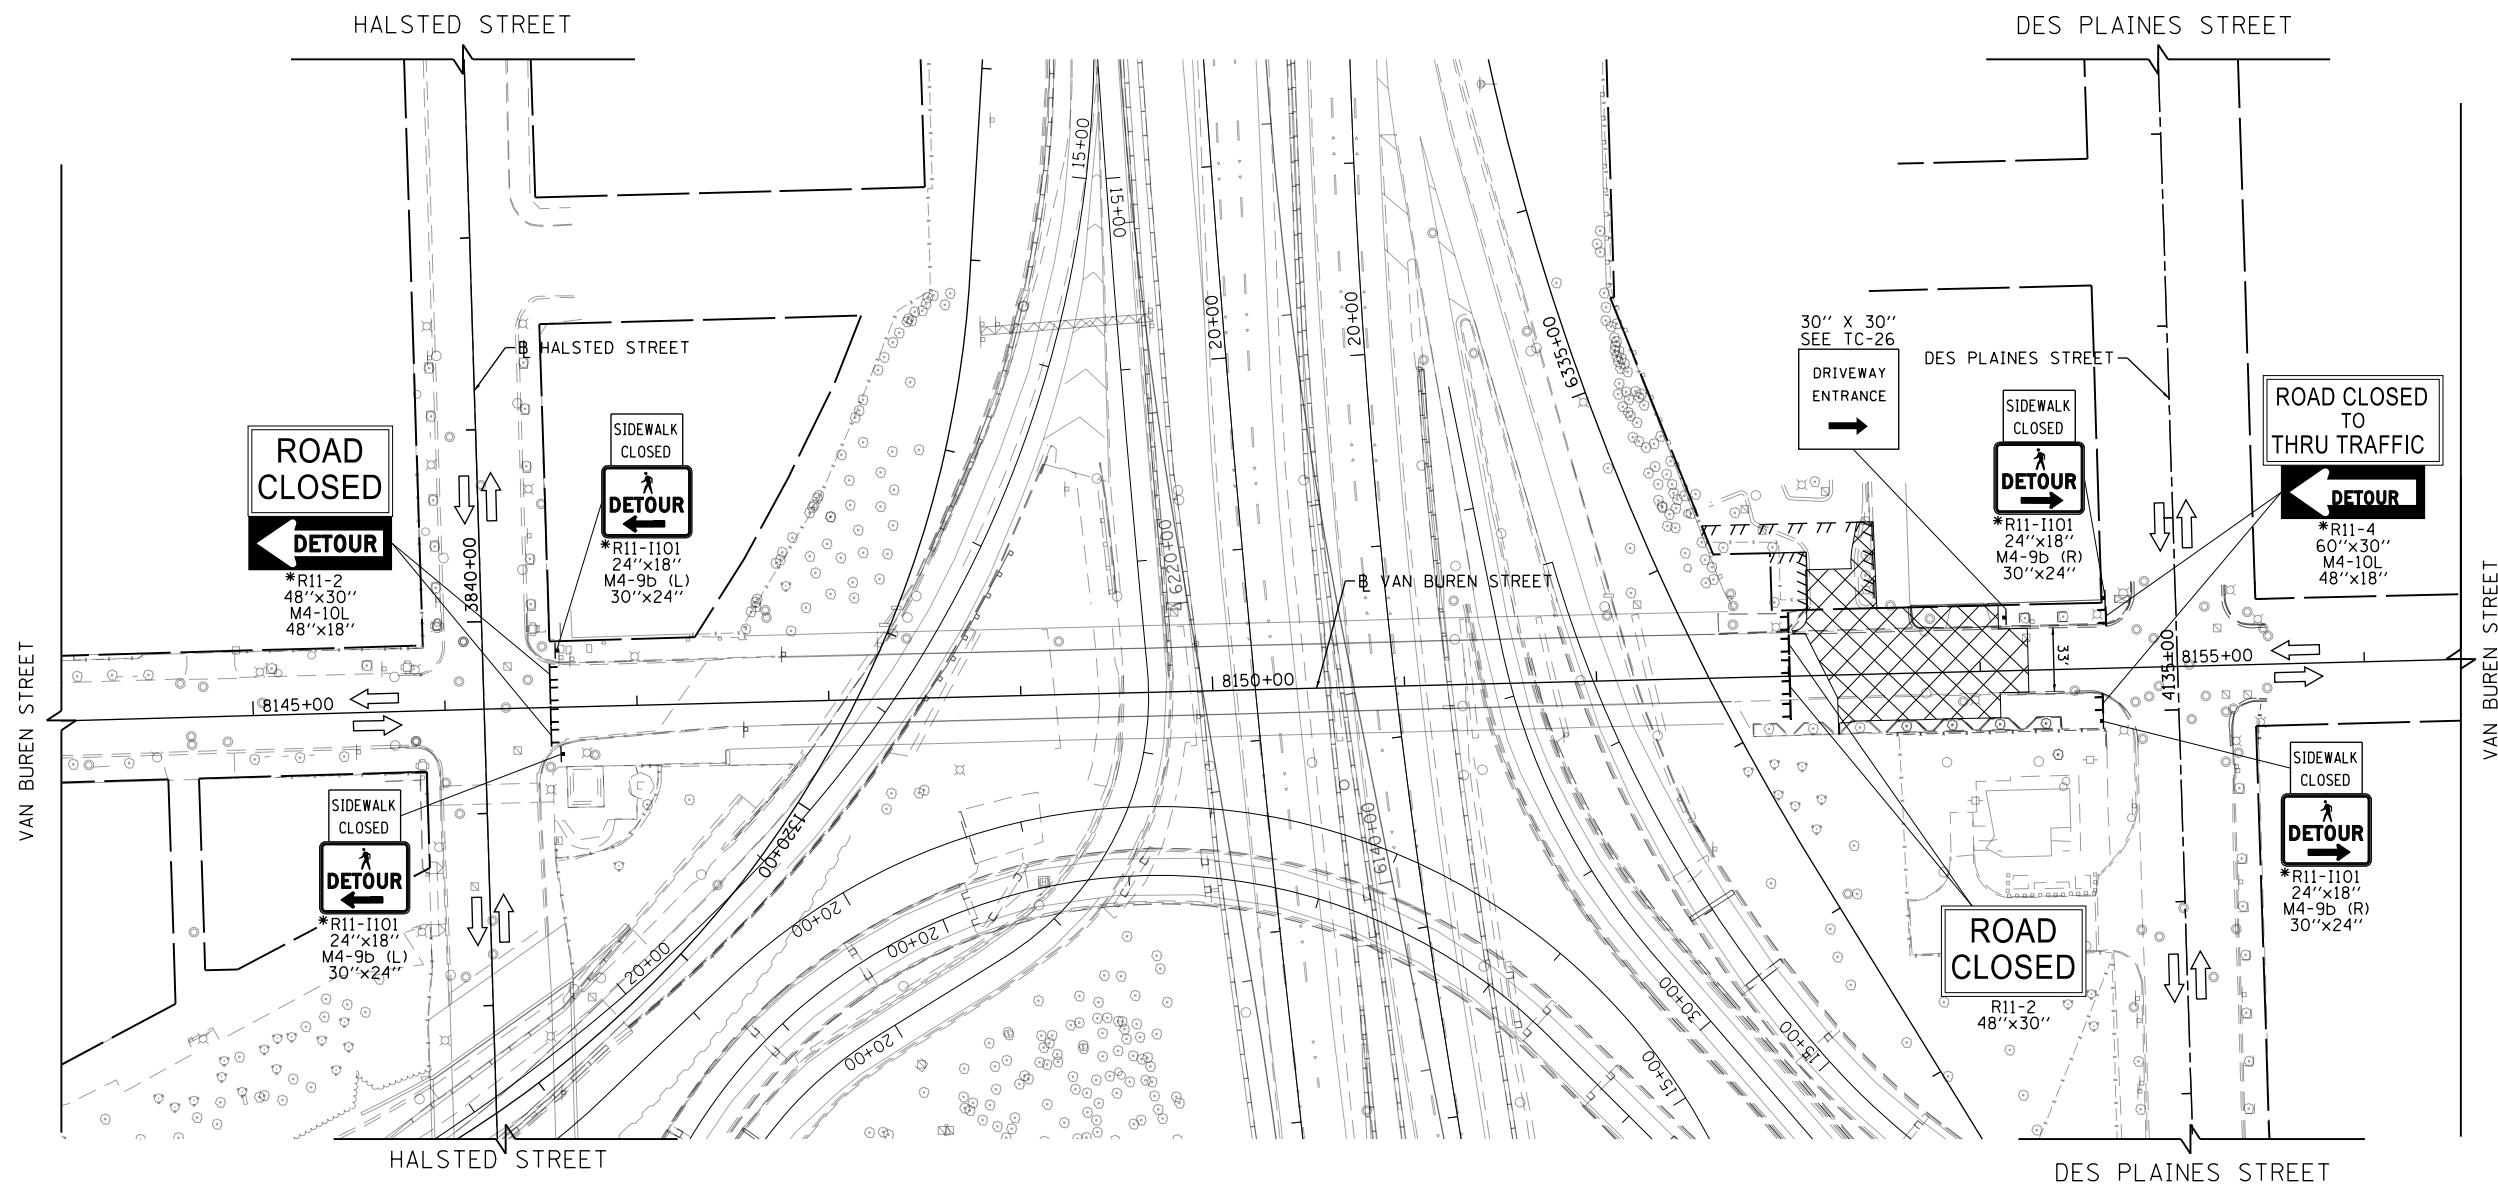 HALSTED STREET
DES PLAINES STREET
15+00
15+00
20+00
20+00
6335+00
30'' X 30''
SEE TC-26
DRIVEWAY
ENTRANCE
BL HALSTED STREET
DES PLAINES STREET
ROAD
CLOSED
DETOUR
*R11-2
48''x30''
M4-10L
48''x18''
SIDEWALK
CLOSED
DETOUR
*R11-I101
24''x18''
M4-9b (L)
30''x24''
SIDEWALK
CLOSED
DETOUR
*R11-I101
24''x18''
M4-9b (R)
30''x24''
ROAD CLOSED
TO
THRU TRAFFIC
DETOUR
*R11-4
60''x30''
M4-10L
48''x18''
3840+00
6220+00
BL VAN BUREN STREET
VAN BUREN STREET
8145+00
8150+00
33'
4135+00
8155+00
VAN BUREN STREET
SIDEWALK
CLOSED
DETOUR
*R11-I101
24''x18''
M4-9b (L)
30''x24''
1320+00
6140+00
SIDEWALK
CLOSED
DETOUR
*R11-I101
24''x18''
M4-9b (R)
30''x24''
20+00
20+00
20+00
20+00
30+00
15+00
15+00
ROAD
CLOSED
R11-2
48''x30''
HALSTED STREET
DES PLAINES STREET